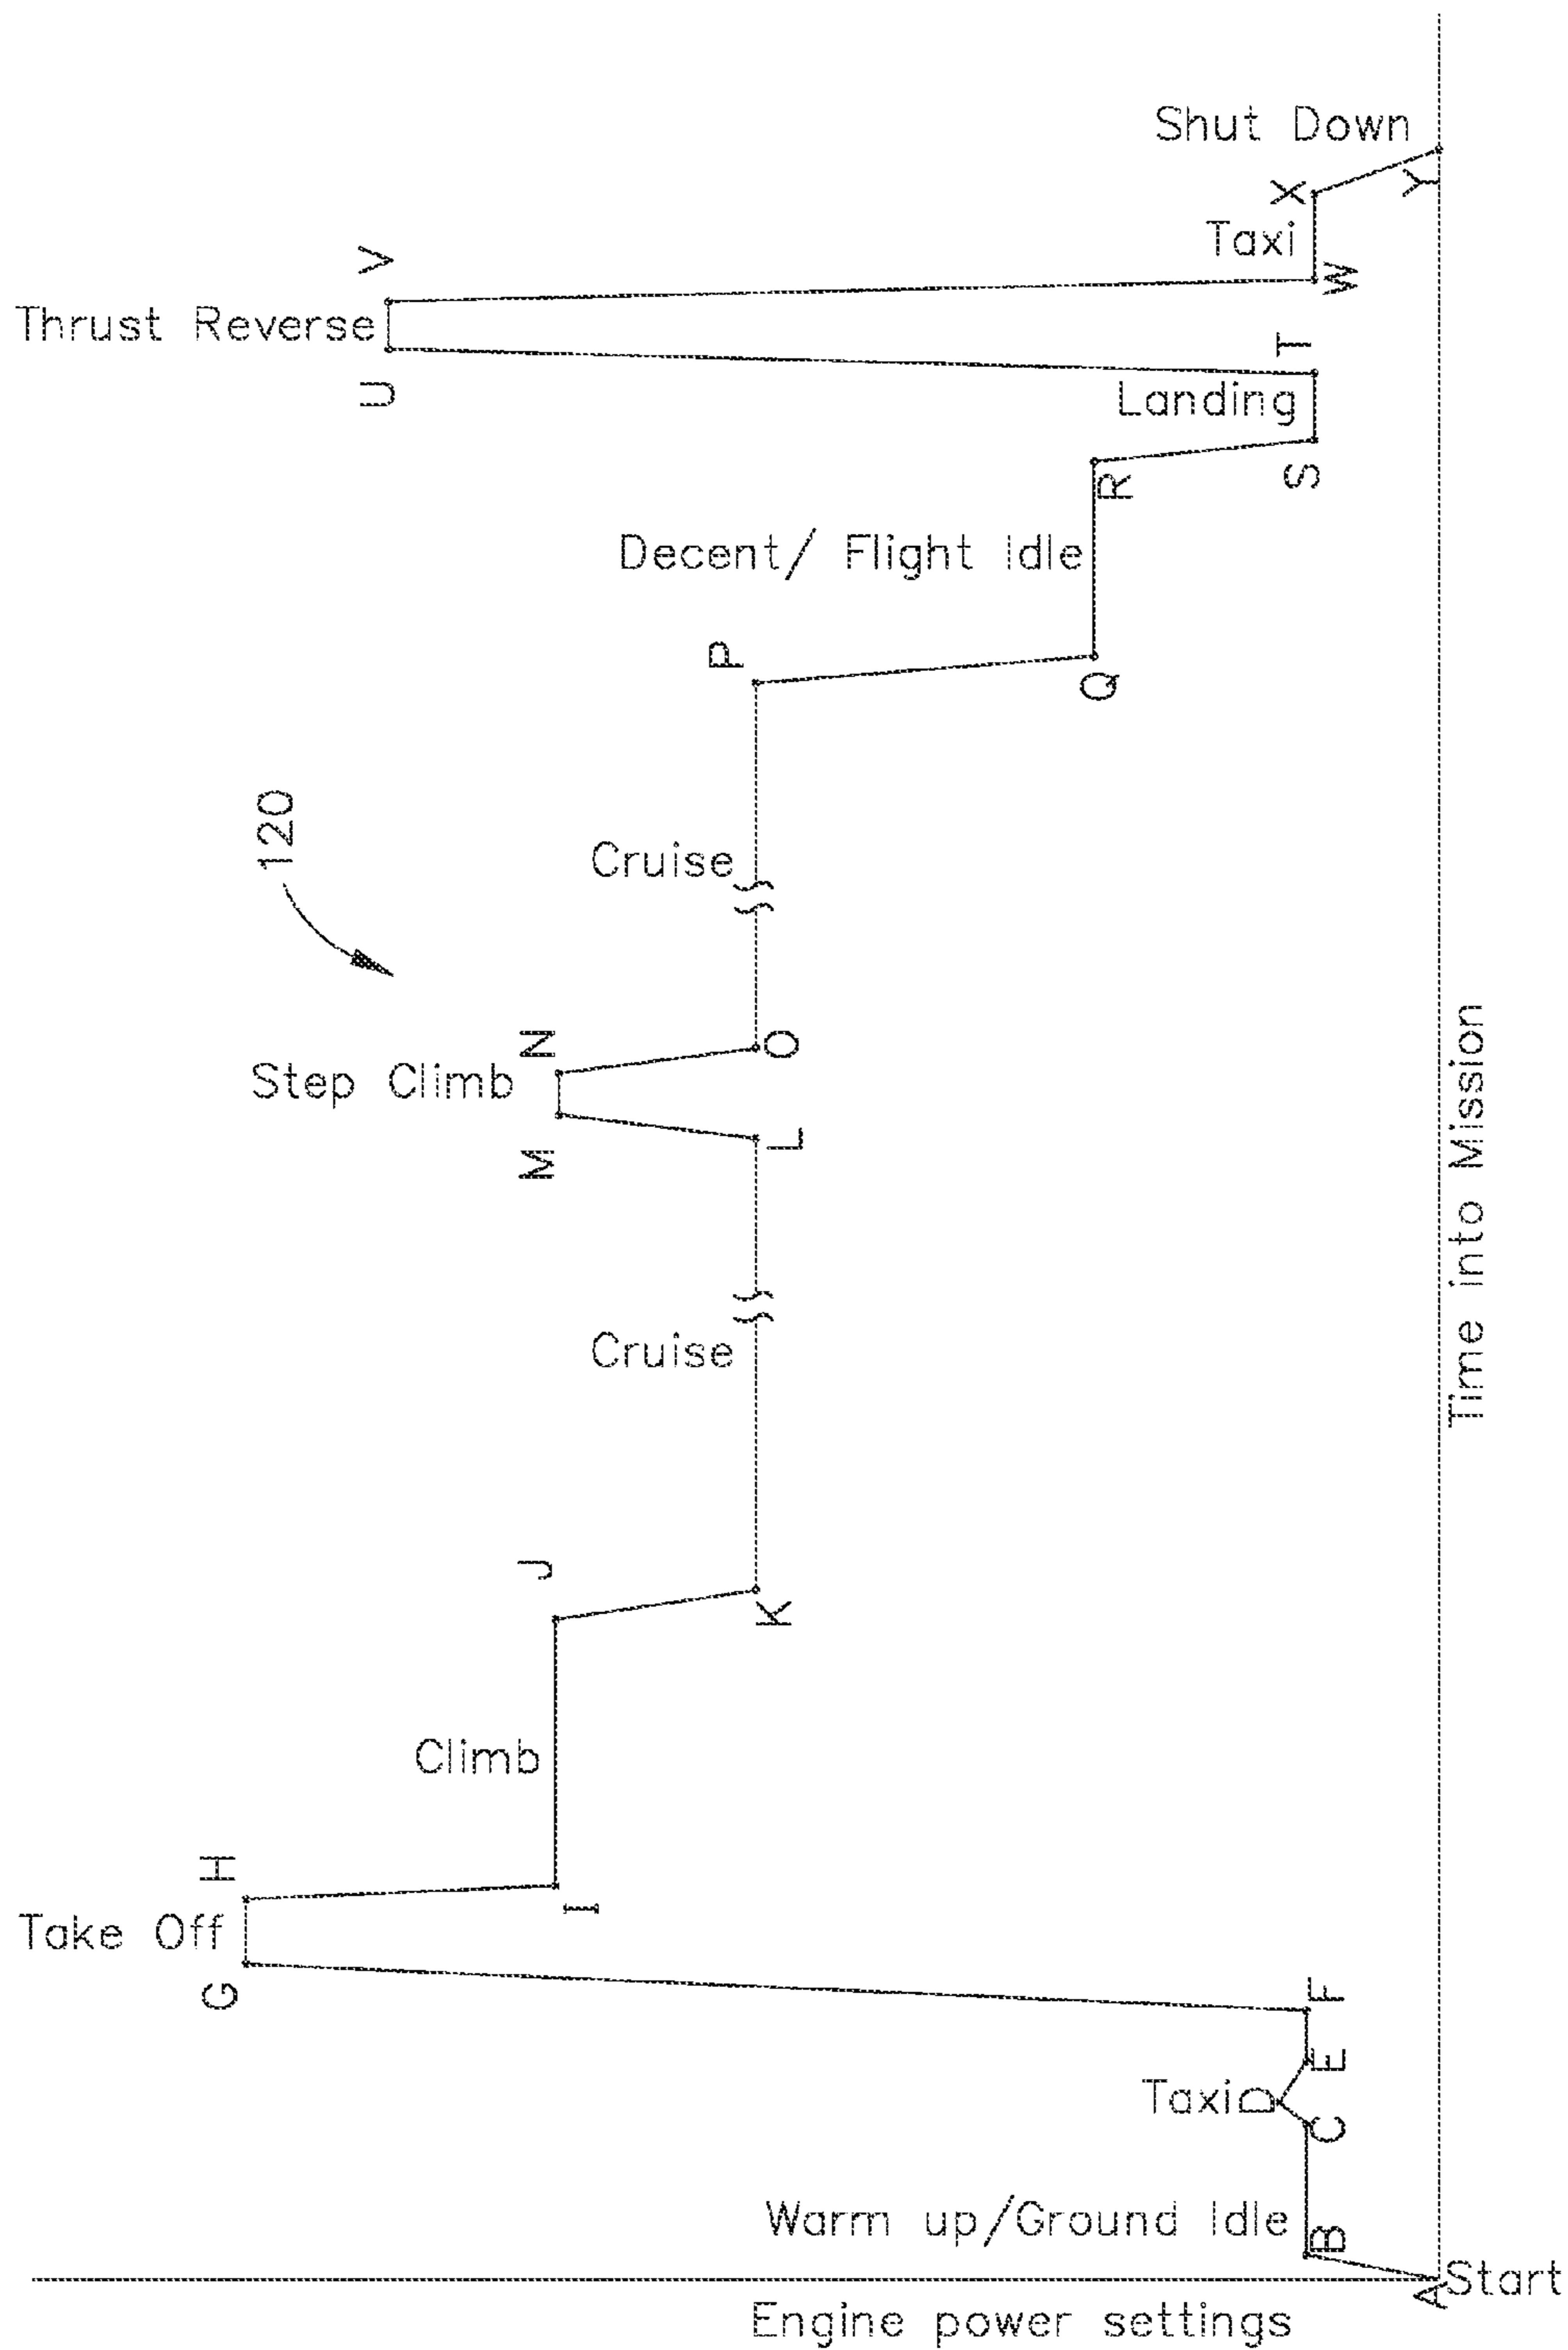 Thrust Reverse
U
V
Shut Down
Y
X
Taxi
W
T
Landing
S
R
Decent/ Flight Idle
Q
P
120
Cruise
Step Climb
N
O
M
L
Cruise
J
K
Climb
H
I
Take Off
G
F
E
Taxi
D
C
Warm up/Ground Idle
B
A
Start
Engine power settings
Time into Mission